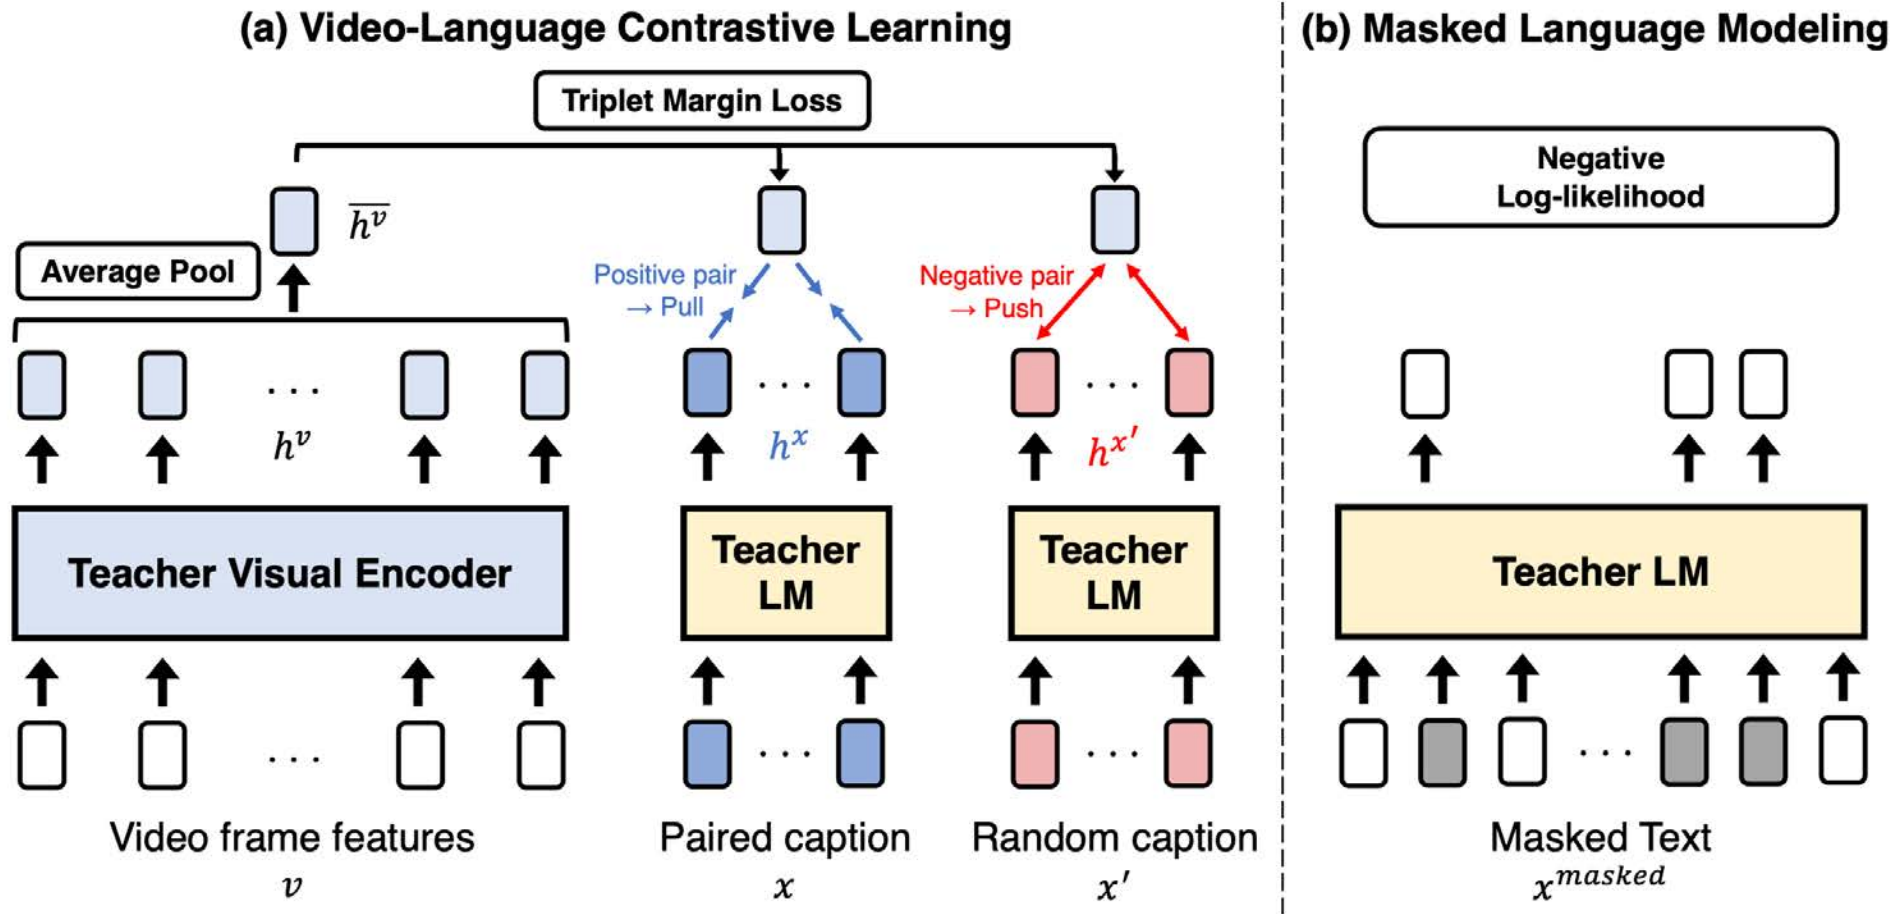 (a) Video-Language Contrastive Learning
Triplet Margin Loss
$\overline{h^v}$
Average Pool
Positive pair
→ Pull
Negative pair
→ Push
. . .
. . .
. . .
$h^v$
$h^x$
$h^{x'}$
Teacher Visual Encoder
Teacher
LM
Teacher
LM
. . .
. . .
. . .
Video frame features
$v$
Paired caption
$x$
Random caption
$x'$
(b) Masked Language Modeling
Negative
Log-likelihood
Teacher LM
. . .
Masked Text
$x^{masked}$